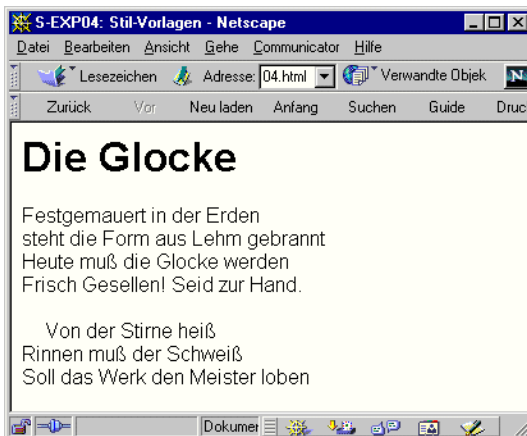 S-EXP04: Stil-Vorlagen - Netscape
Datei Bearbeiten Ansicht Gehe Communicator Hilfe
Lesezeichen Adresse: 04.html Verwandte Objek N
Zurück Vor Neu laden Anfang Suchen Guide Druc
Die Glocke
Festgemauert in der Erden
steht die Form aus Lehm gebrannt
Heute muß die Glocke werden
Frisch Gesellen! Seid zur Hand.
Von der Stirne heiß
Rinnen muß der Schweiß
Soll das Werk den Meister loben
Dokumer